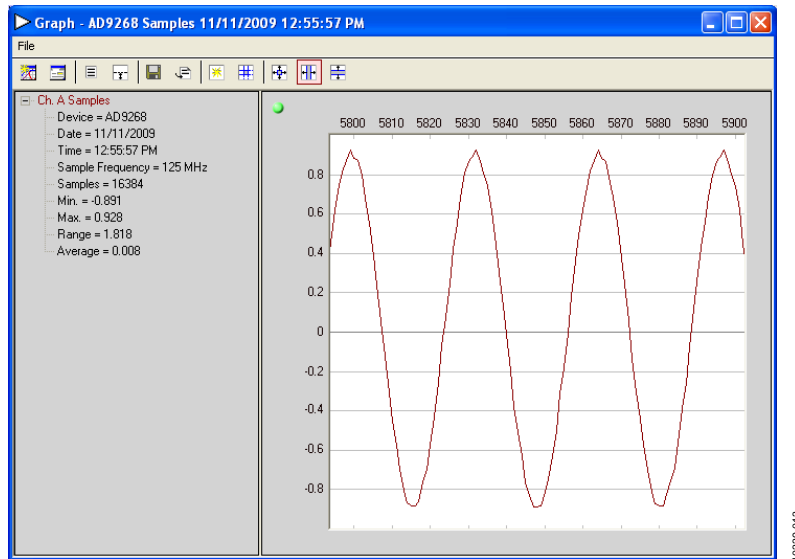 Graph - AD9268 Samples 11/11/2009 12:55:57 PM
File
Ch. A Samples
Device = AD9268
Date = 11/11/2009
Time = 12:55:57 PM
Sample Frequency = 125 MHz
Samples = 16384
Min. = -0.891
Max. = 0.928
Range = 1.818
Average = 0.008
5800 5810 5820 5830 5840 5850 5860 5870 5880 5890 5900
0.8
0.6
0.4
0.2
0
-0.2
-0.4
-0.6
-0.8